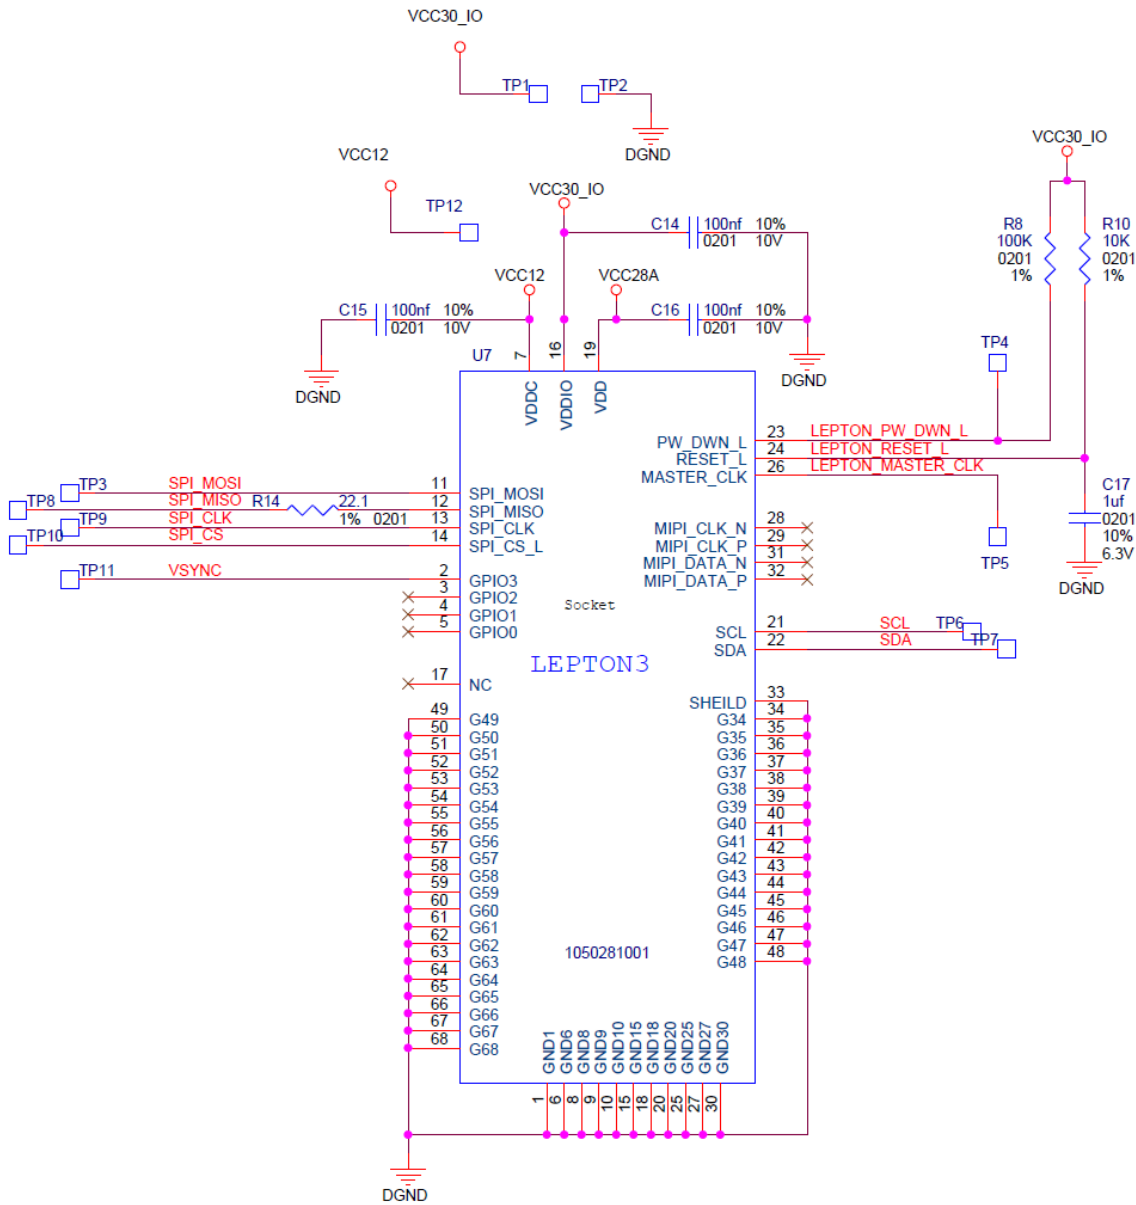 VCC30_IO
TP1
TP2
DGND
VCC12
TP12
VCC30_IO
VCC30_IO
C14 100nf 10%
0201 10V
R8
100K
0201
1%
R10
10K
0201
1%
VCC12
VCC28A
C15 100nf 10%
0201 10V
C16 100nf 10%
0201 10V
DGND
DGND
U7
7
16
19
VDDC
VDDIO
VDD
TP4
PW_DWN_L 23 LEPTON_PW_DWN_L
RESET_L 24 LEPTON_RESET_L
MASTER_CLK 26 LEPTON_MASTER_CLK
TP3 SPI_MOSI 11 SPI_MOSI
TP8 SPI_MISO R14 22.1 12 SPI_MISO
1% 0201
TP9 SPI_CLK 13 SPI_CLK
TP10 SPI_CS 14 SPI_CS_L
C17
1uf
0201
10%
6.3V
DGND
TP5
MIPI_CLK_N 28
MIPI_CLK_P 29
MIPI_DATA_N 31
MIPI_DATA_P 32
TP11 VSYNC 2 GPIO3
3 GPIO2
4 GPIO1
5 GPIO0
Socket
SCL 21 SCL TP6
SDA 22 SDA TP7
LEPTON3
17 NC
SHEILD 33
49 G49 G34 34
50 G50 G35 35
51 G51 G36 36
52 G52 G37 37
53 G53 G38 38
54 G54 G39 39
55 G55 G40 40
56 G56 G41 41
57 G57 G42 42
58 G58 G43 43
59 G59 G44 44
60 G60 G45 45
61 G61 G46 46
62 G62 G47 47
63 G63 G48 48
1050281001
64 G64
65 G65
66 G66
67 G67
68 G68
GND1
GND6
GND8
GND9
GND10
GND15
GND18
GND20
GND25
GND27
GND30
1
6
8
9
10
15
18
20
25
27
30
DGND